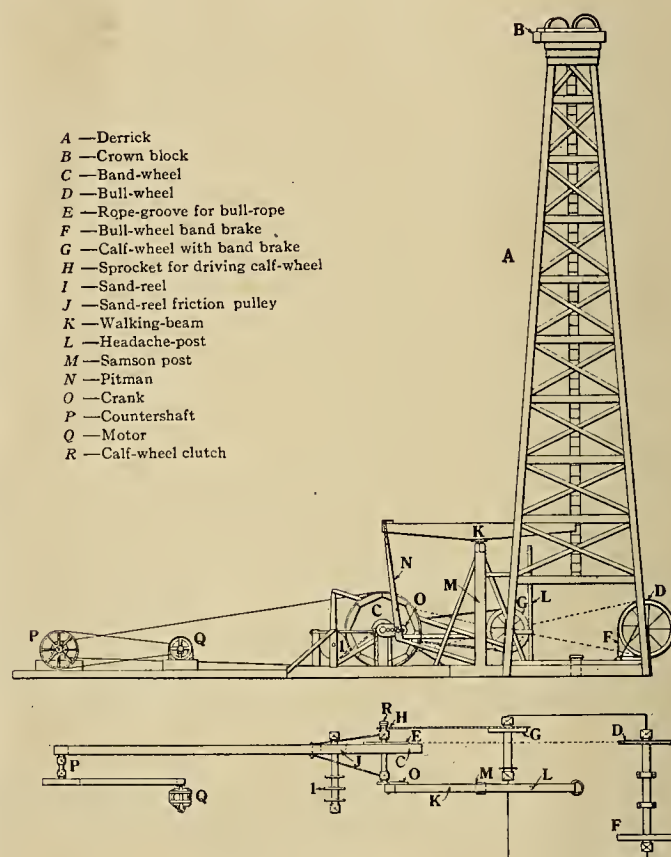 B
A —Derrick
B —Crown block
C —Band-wheel
D —Bull-wheel
E —Rope-groove for bull-rope
F —Bull-wheel band brake
G —Calf-wheel with band brake
H —Sprocket for driving calf-wheel
I —Sand-reel
J —Sand-reel friction pulley
K —Walking-beam
L —Headache-post
M —Samson post
N —Pitman
O —Crank
P —Countershaft
Q —Motor
R —Calf-wheel clutch
A
K
N
M
C
O
G
L
D
P
Q
I
F
R
H
E
G
D
J
C
P
O
M
L
I
K
Q
F